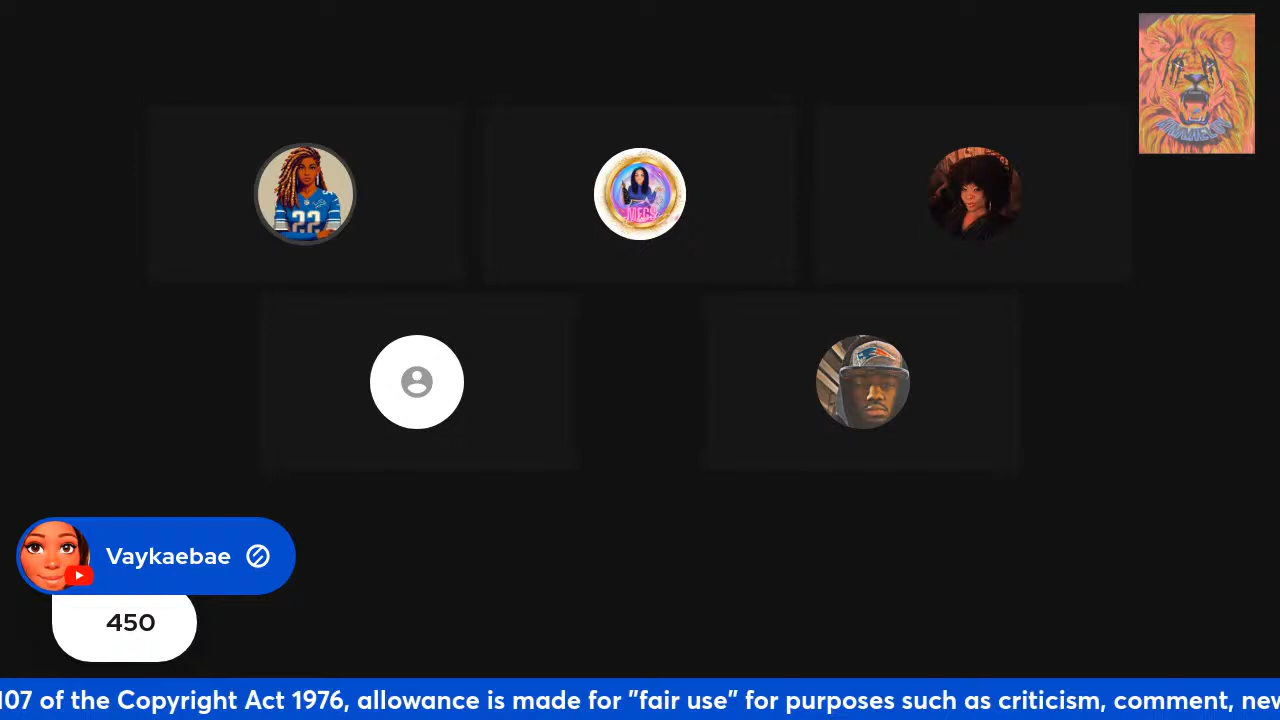 22
Vaykaebae
450
107 of the Copyright Act 1976, allowance is made for "fair use" for purposes such as criticism, comment, new